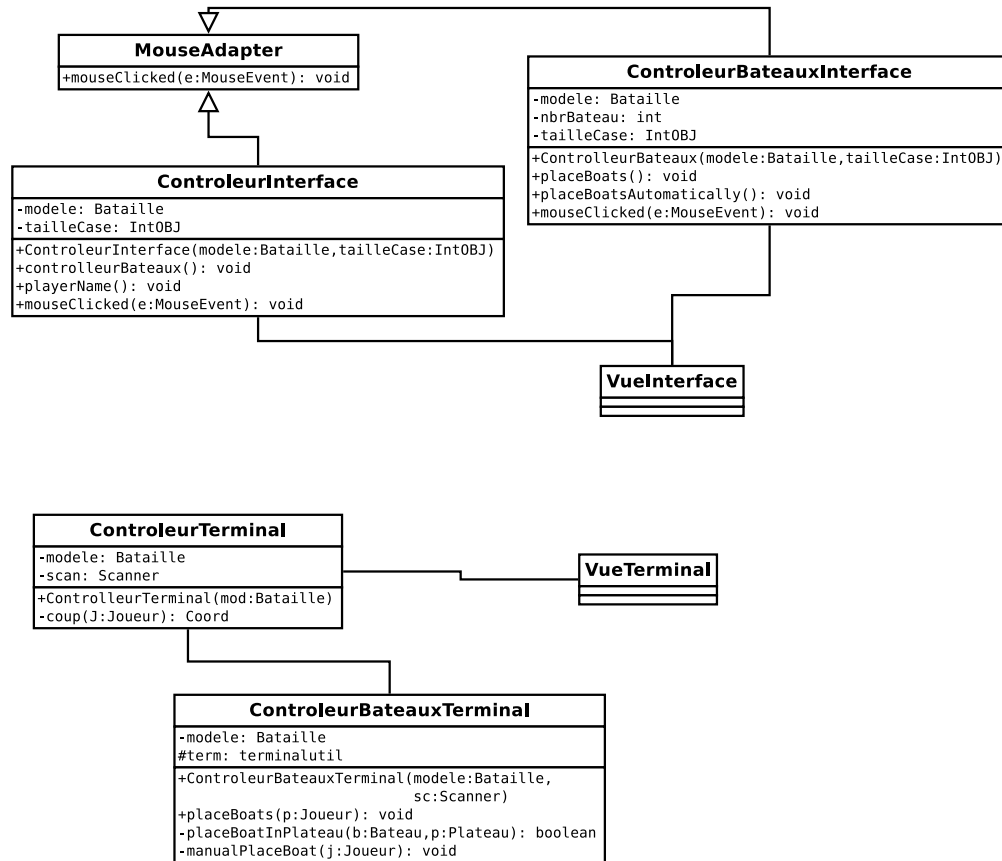 MouseAdapter
+mouseClicked(e:MouseEvent): void
ControleurBateauxInterface
-modele: Bataille
-nbrBateau: int
-tailleCase: IntOBJ
+ControlleurBateaux(modele:Bataille,tailleCase:IntOBJ)
+placeBoats(): void
+placeBoatsAutomatically(): void
+mouseClicked(e:MouseEvent): void
ControleurInterface
-modele: Bataille
-tailleCase: IntOBJ
+ControleurInterface(modele:Bataille,tailleCase:IntOBJ)
+controlleurBateaux(): void
+playerName(): void
+mouseClicked(e:MouseEvent): void
VueInterface
ControleurTerminal
-modele: Bataille
-scan: Scanner
+ControlleurTerminal(mod:Bataille)
-coup(J:Joueur): Coord
VueTerminal
ControleurBateauxTerminal
-modele: Bataille
#term: terminalutil
+ControleurBateauxTerminal(modele:Bataille,
sc:Scanner)
+placeBoats(p:Joueur): void
-placeBoatInPlateau(b:Bateau,p:Plateau): boolean
-manualPlaceBoat(j:Joueur): void